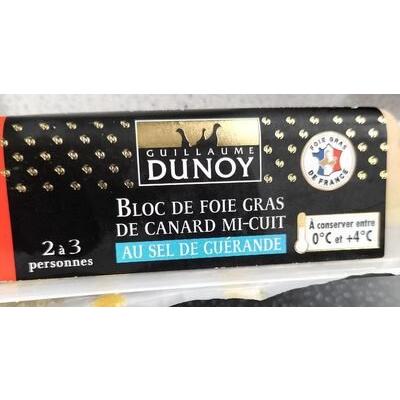 GUILLAUME
DUNOY
BLOC DE FOIE GRAS
DE CANARD MI-CUIT
AU SEL DE GUÉRANDE
2 à 3
personnes
FOIE GRAS
DE FRANCE
À conserver entre
0°C et +4°C